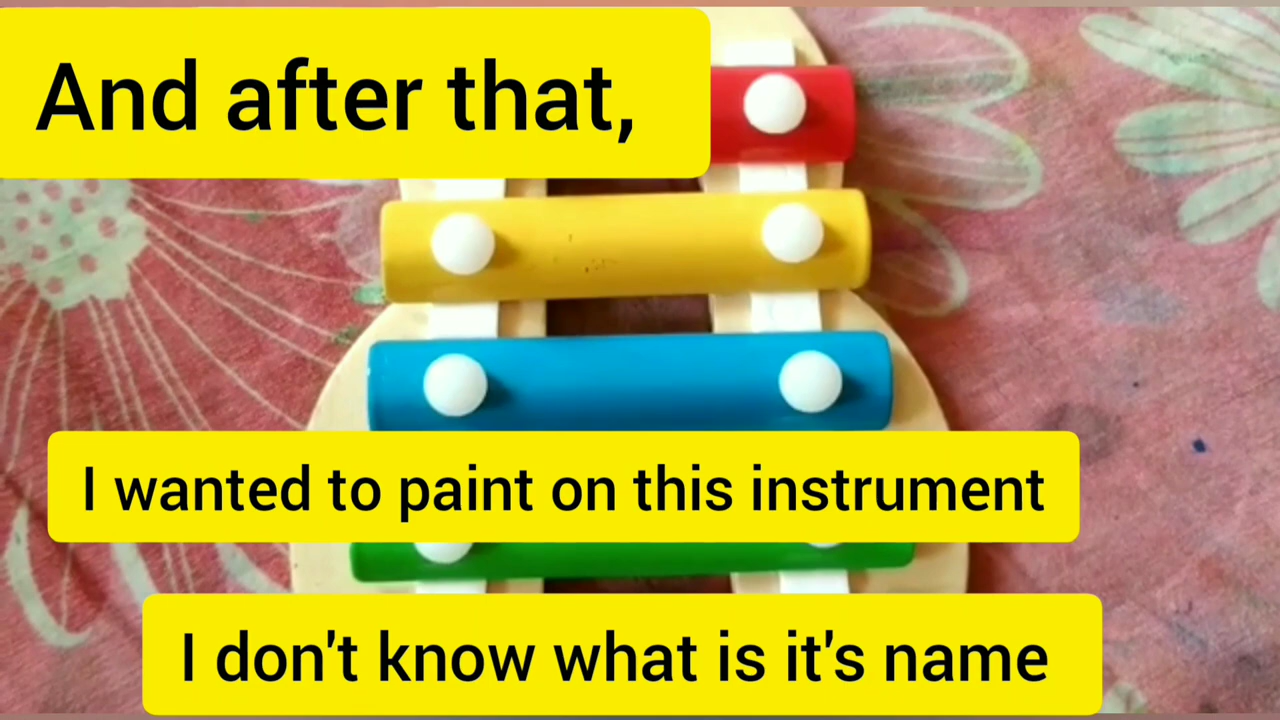 And after that,
I wanted to paint on this instrument
I don't know what is it's name